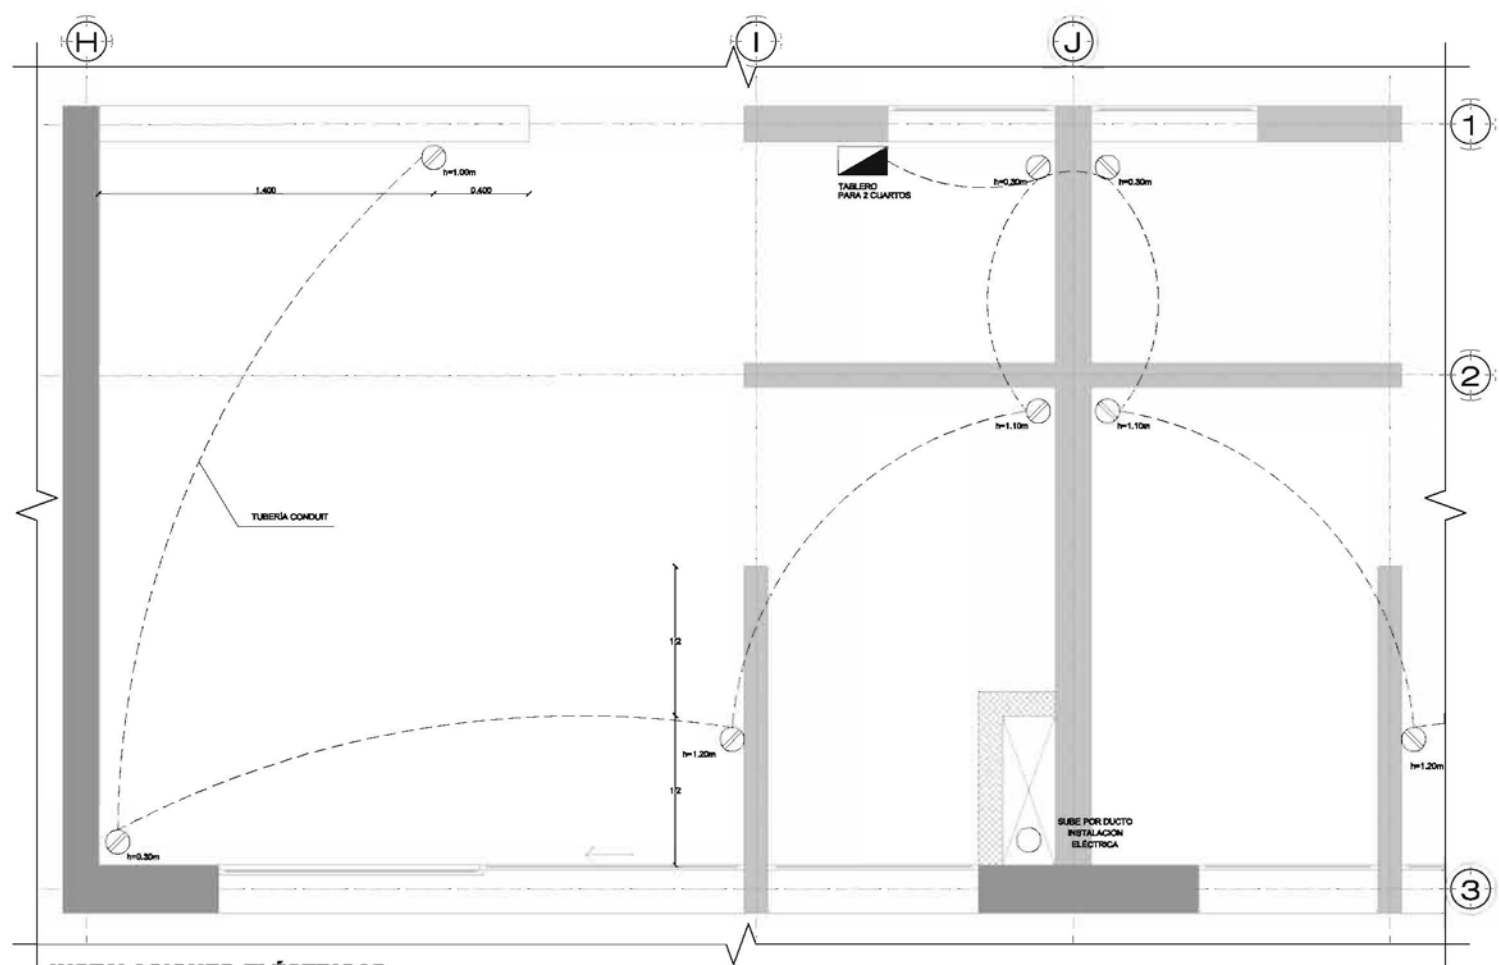 H
I
J
1
h=1.00m
1.400
0.400
TABLERO
PARA 2 CUARTOS
h=0.30m
h=0.30m
2
h=1.10m
h=1.10m
TUBERÍA CONDUIT
1/2
h=1.20m
h=1.20m
1/2
SUBE POR DUCTO
INSTALACIÓN
ELÉCTRICA
h=0.30m
3